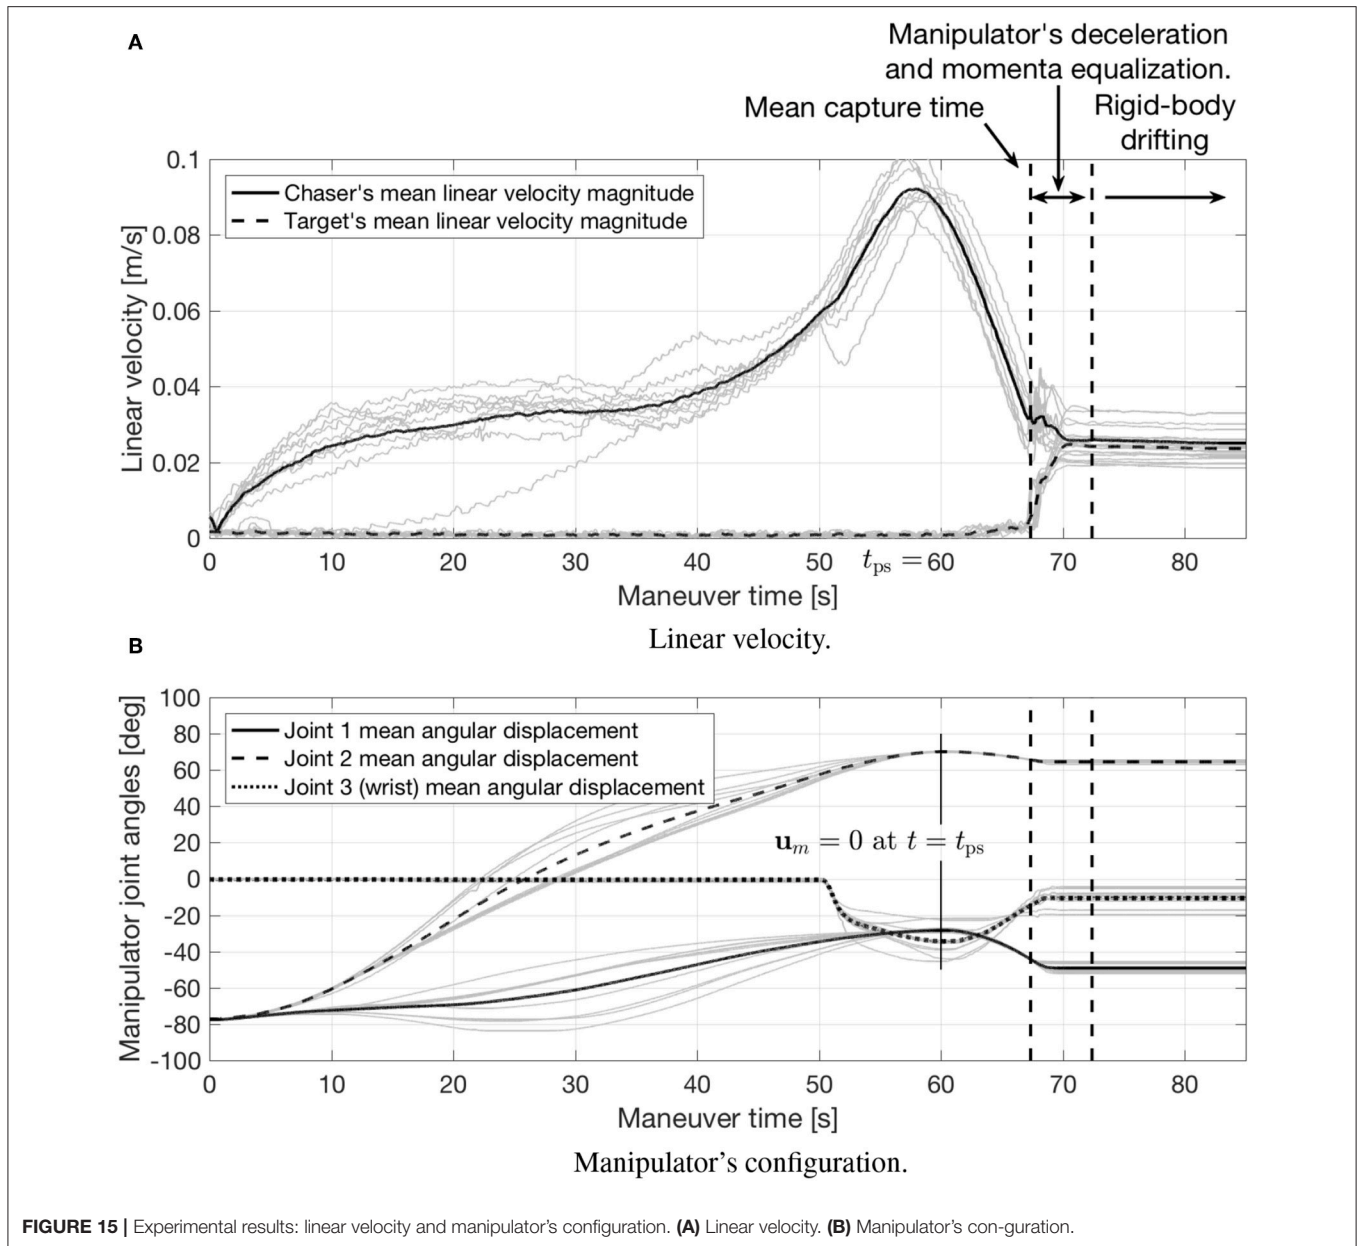 A
Manipulator's deceleration
and momenta equalization.
Mean capture time
Rigid-body
drifting
0.1
0.08
0.06
0.04
0.02
0
Linear velocity [m/s]
Chaser's mean linear velocity magnitude
Target's mean linear velocity magnitude
0 10 20 30 40 50 t_ps = 60 70 80
Maneuver time [s]
Linear velocity.
B
100
80
60
40
20
0
-20
-40
-60
-80
-100
Manipulator joint angles [deg]
Joint 1 mean angular displacement
Joint 2 mean angular displacement
Joint 3 (wrist) mean angular displacement
u_m = 0 at t = t_ps
0 10 20 30 40 50 60 70 80
Maneuver time [s]
Manipulator’s configuration.
FIGURE 15 | Experimental results: linear velocity and manipulator’s configuration. (A) Linear velocity. (B) Manipulator’s con-guration.